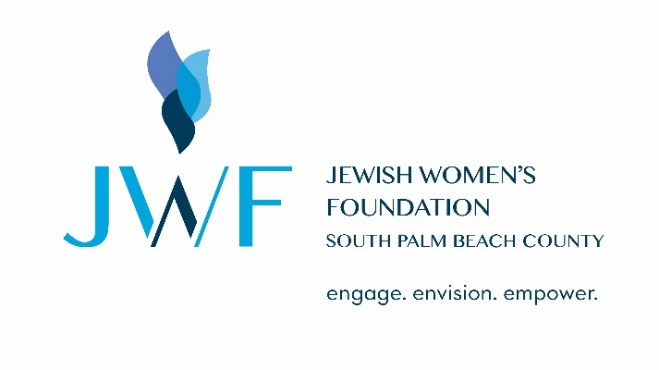 JWF
JEWISH WOMEN'S
FOUNDATION
SOUTH PALM BEACH COUNTY
engage. envision. empower.